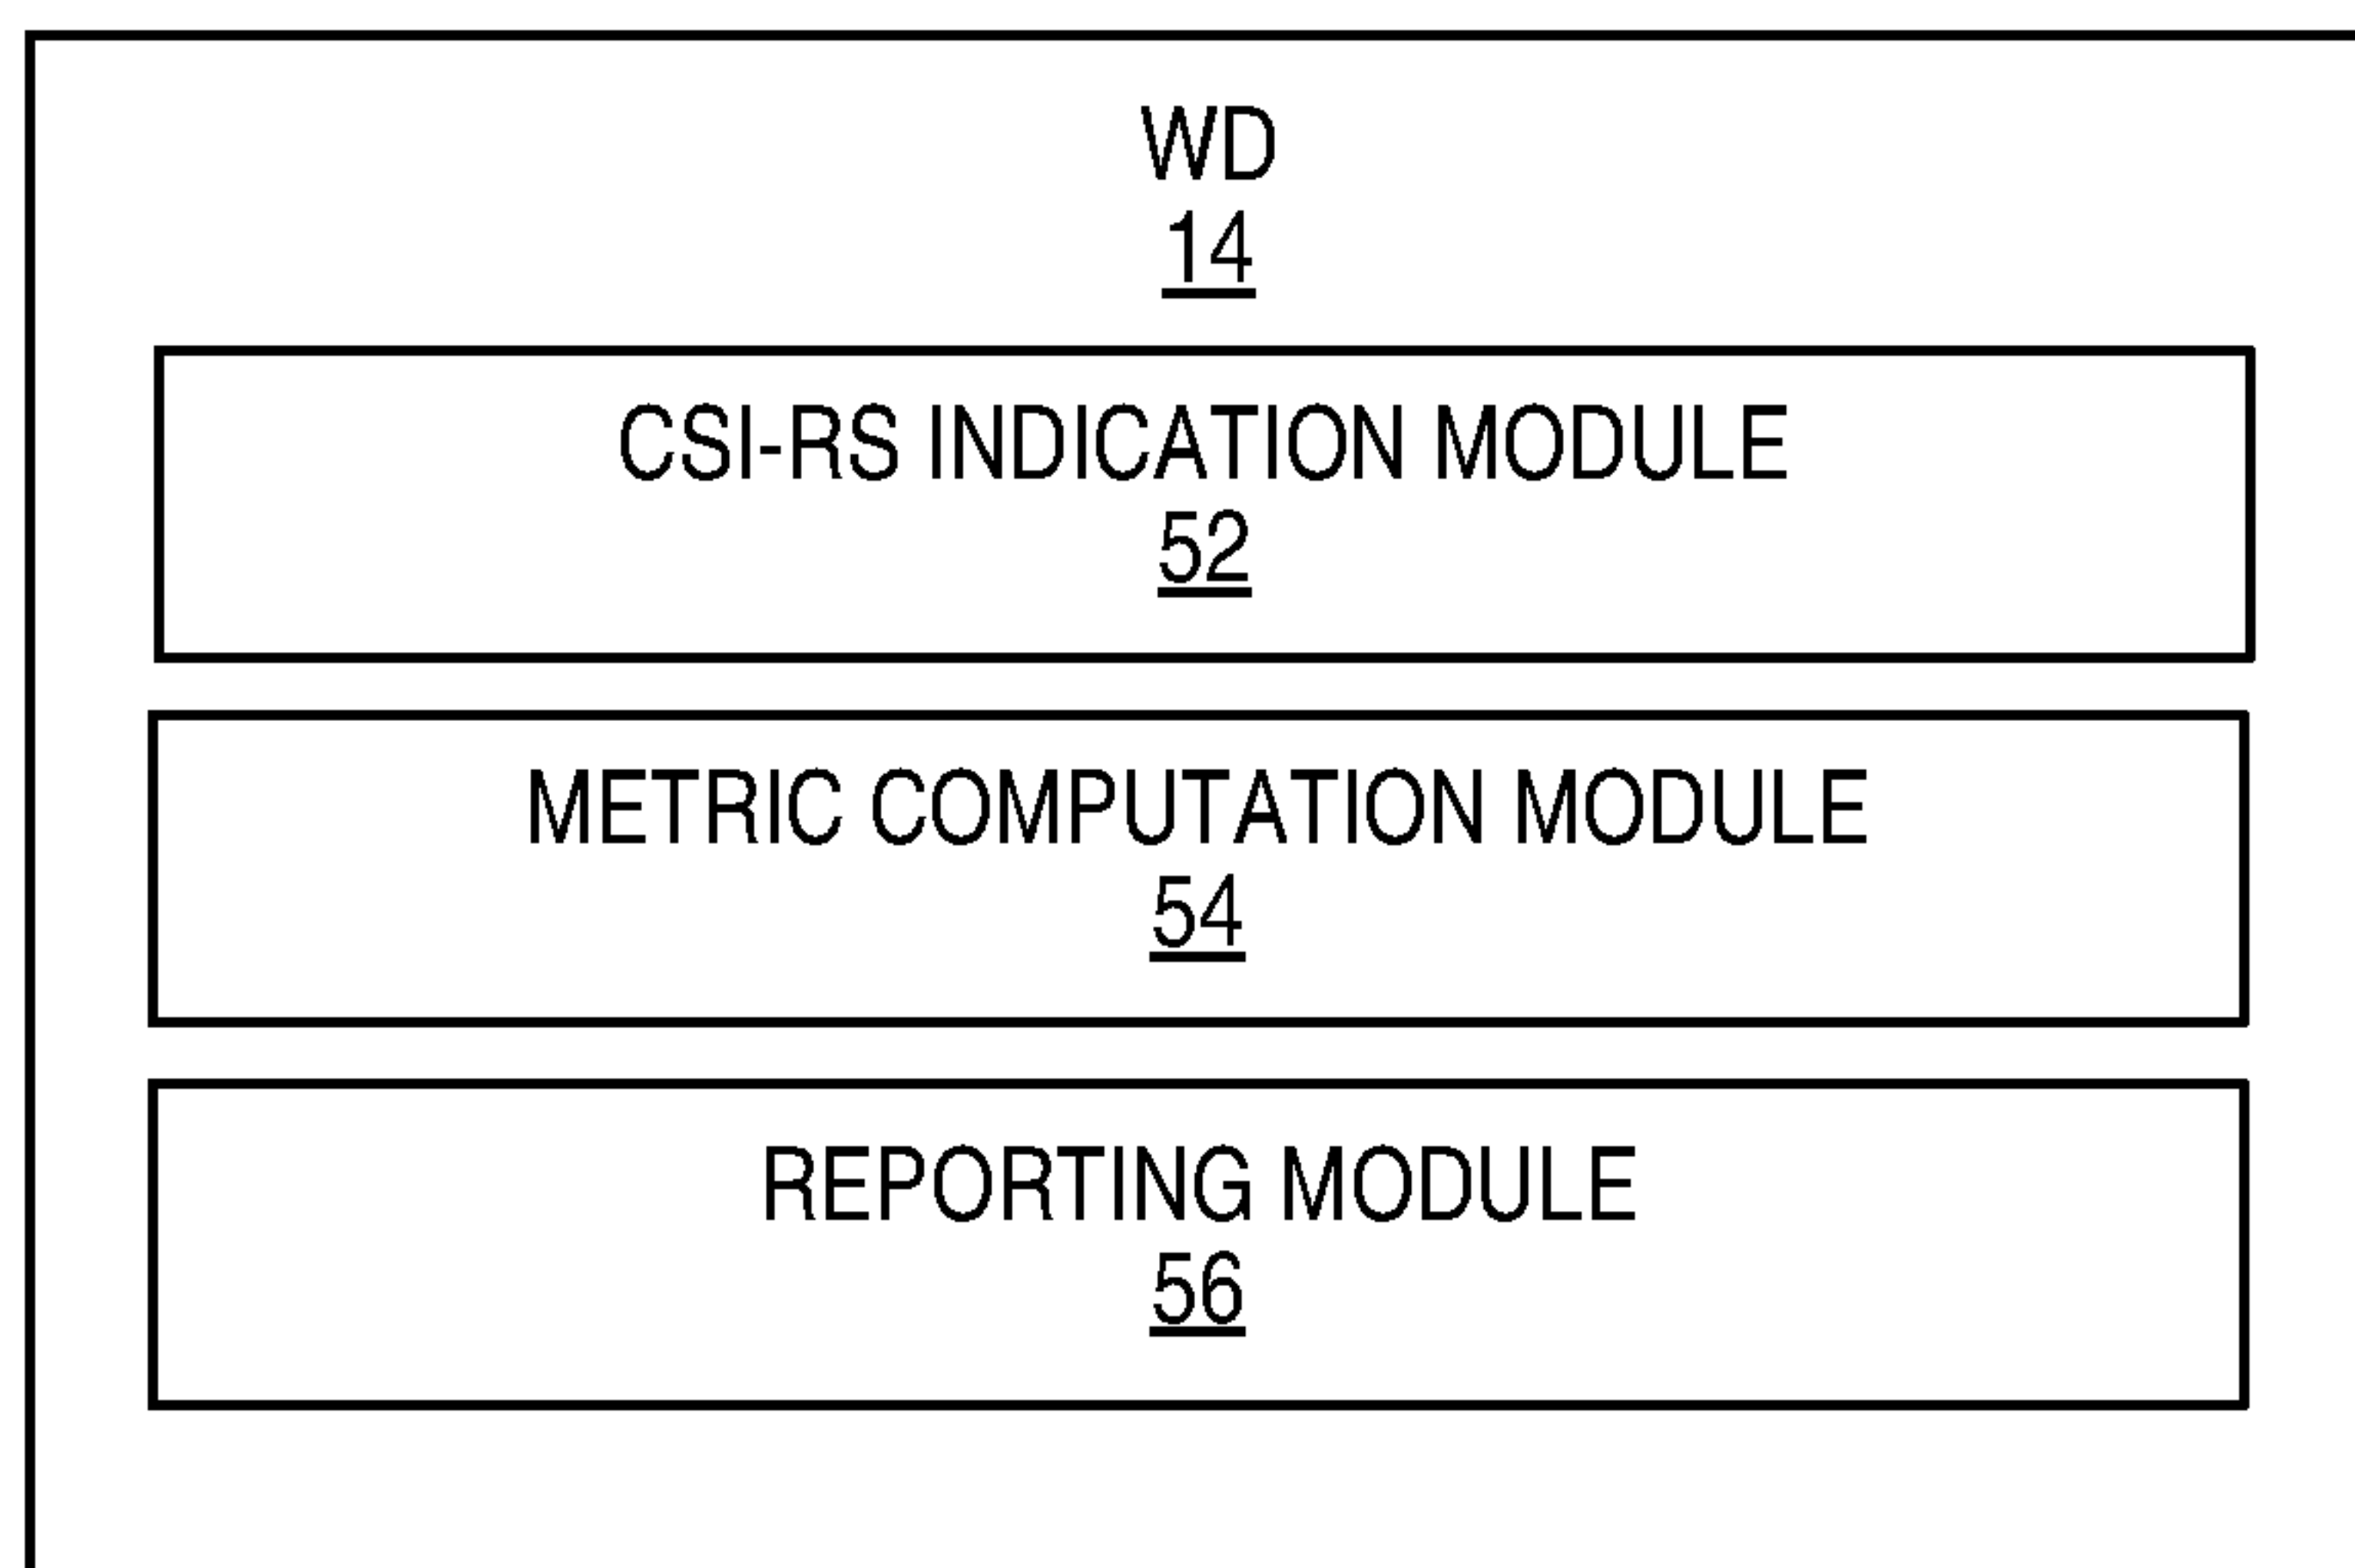 WD
14
CSI-RS INDICATION MODULE
52
METRIC COMPUTATION MODULE
54
REPORTING MODULE
56